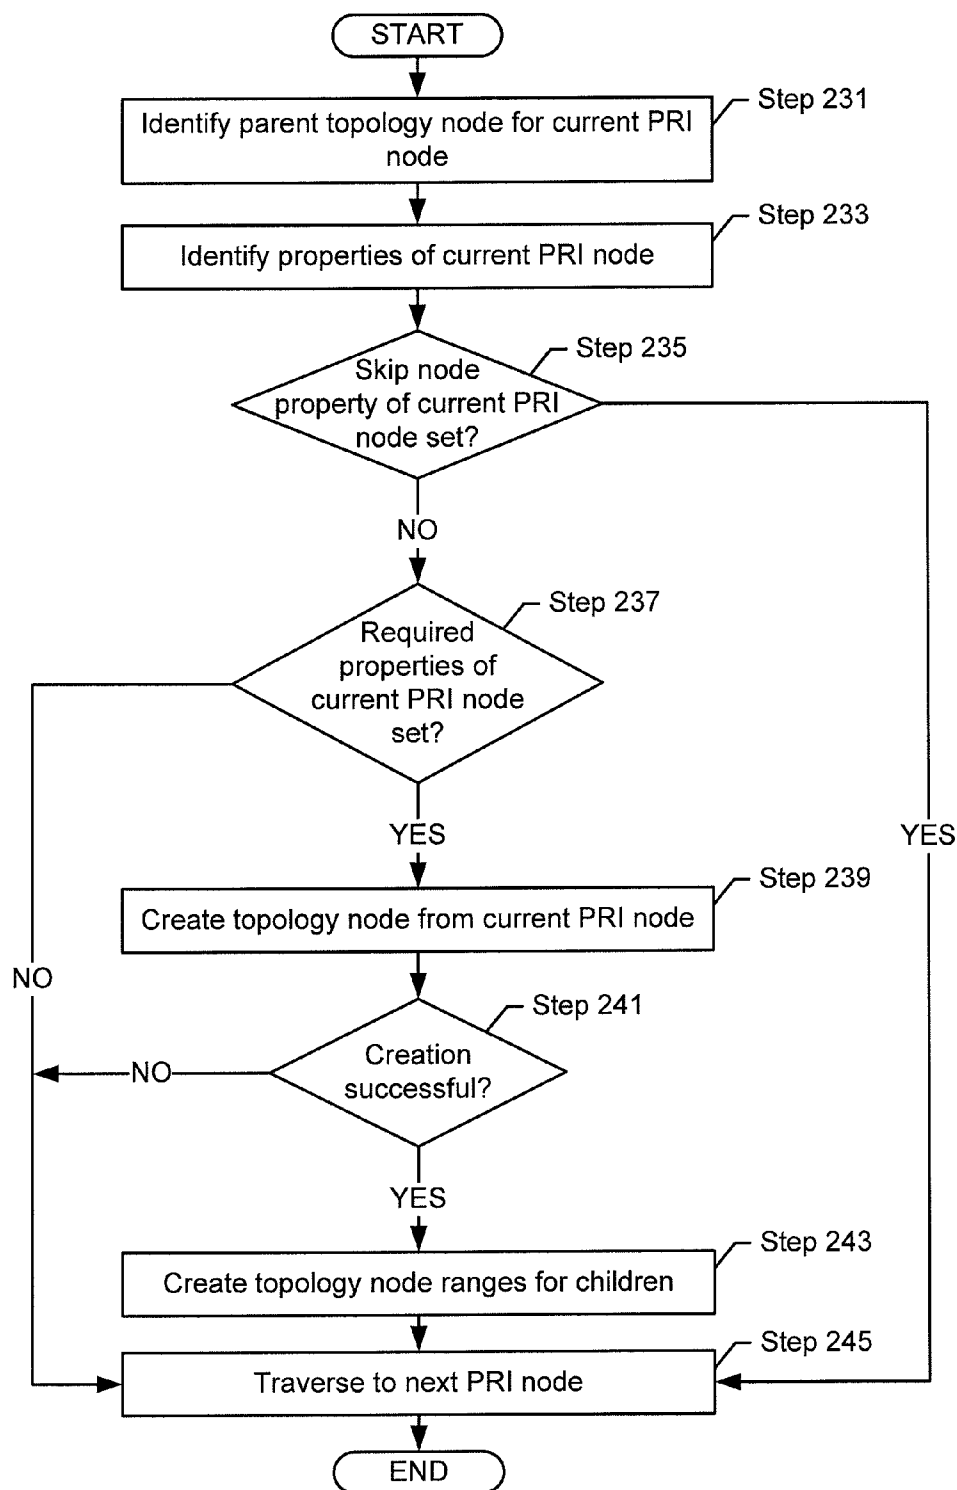 START
Step 231
Identify parent topology node for current PRI
node
Step 233
Identify properties of current PRI node
Step 235
Skip node
property of current PRI
node set?
NO
Step 237
Required
properties of
current PRI node
set?
YES
YES
Step 239
Create topology node from current PRI node
NO
Step 241
Creation
successful?
NO
YES
Step 243
Create topology node ranges for children
Step 245
Traverse to next PRI node
END